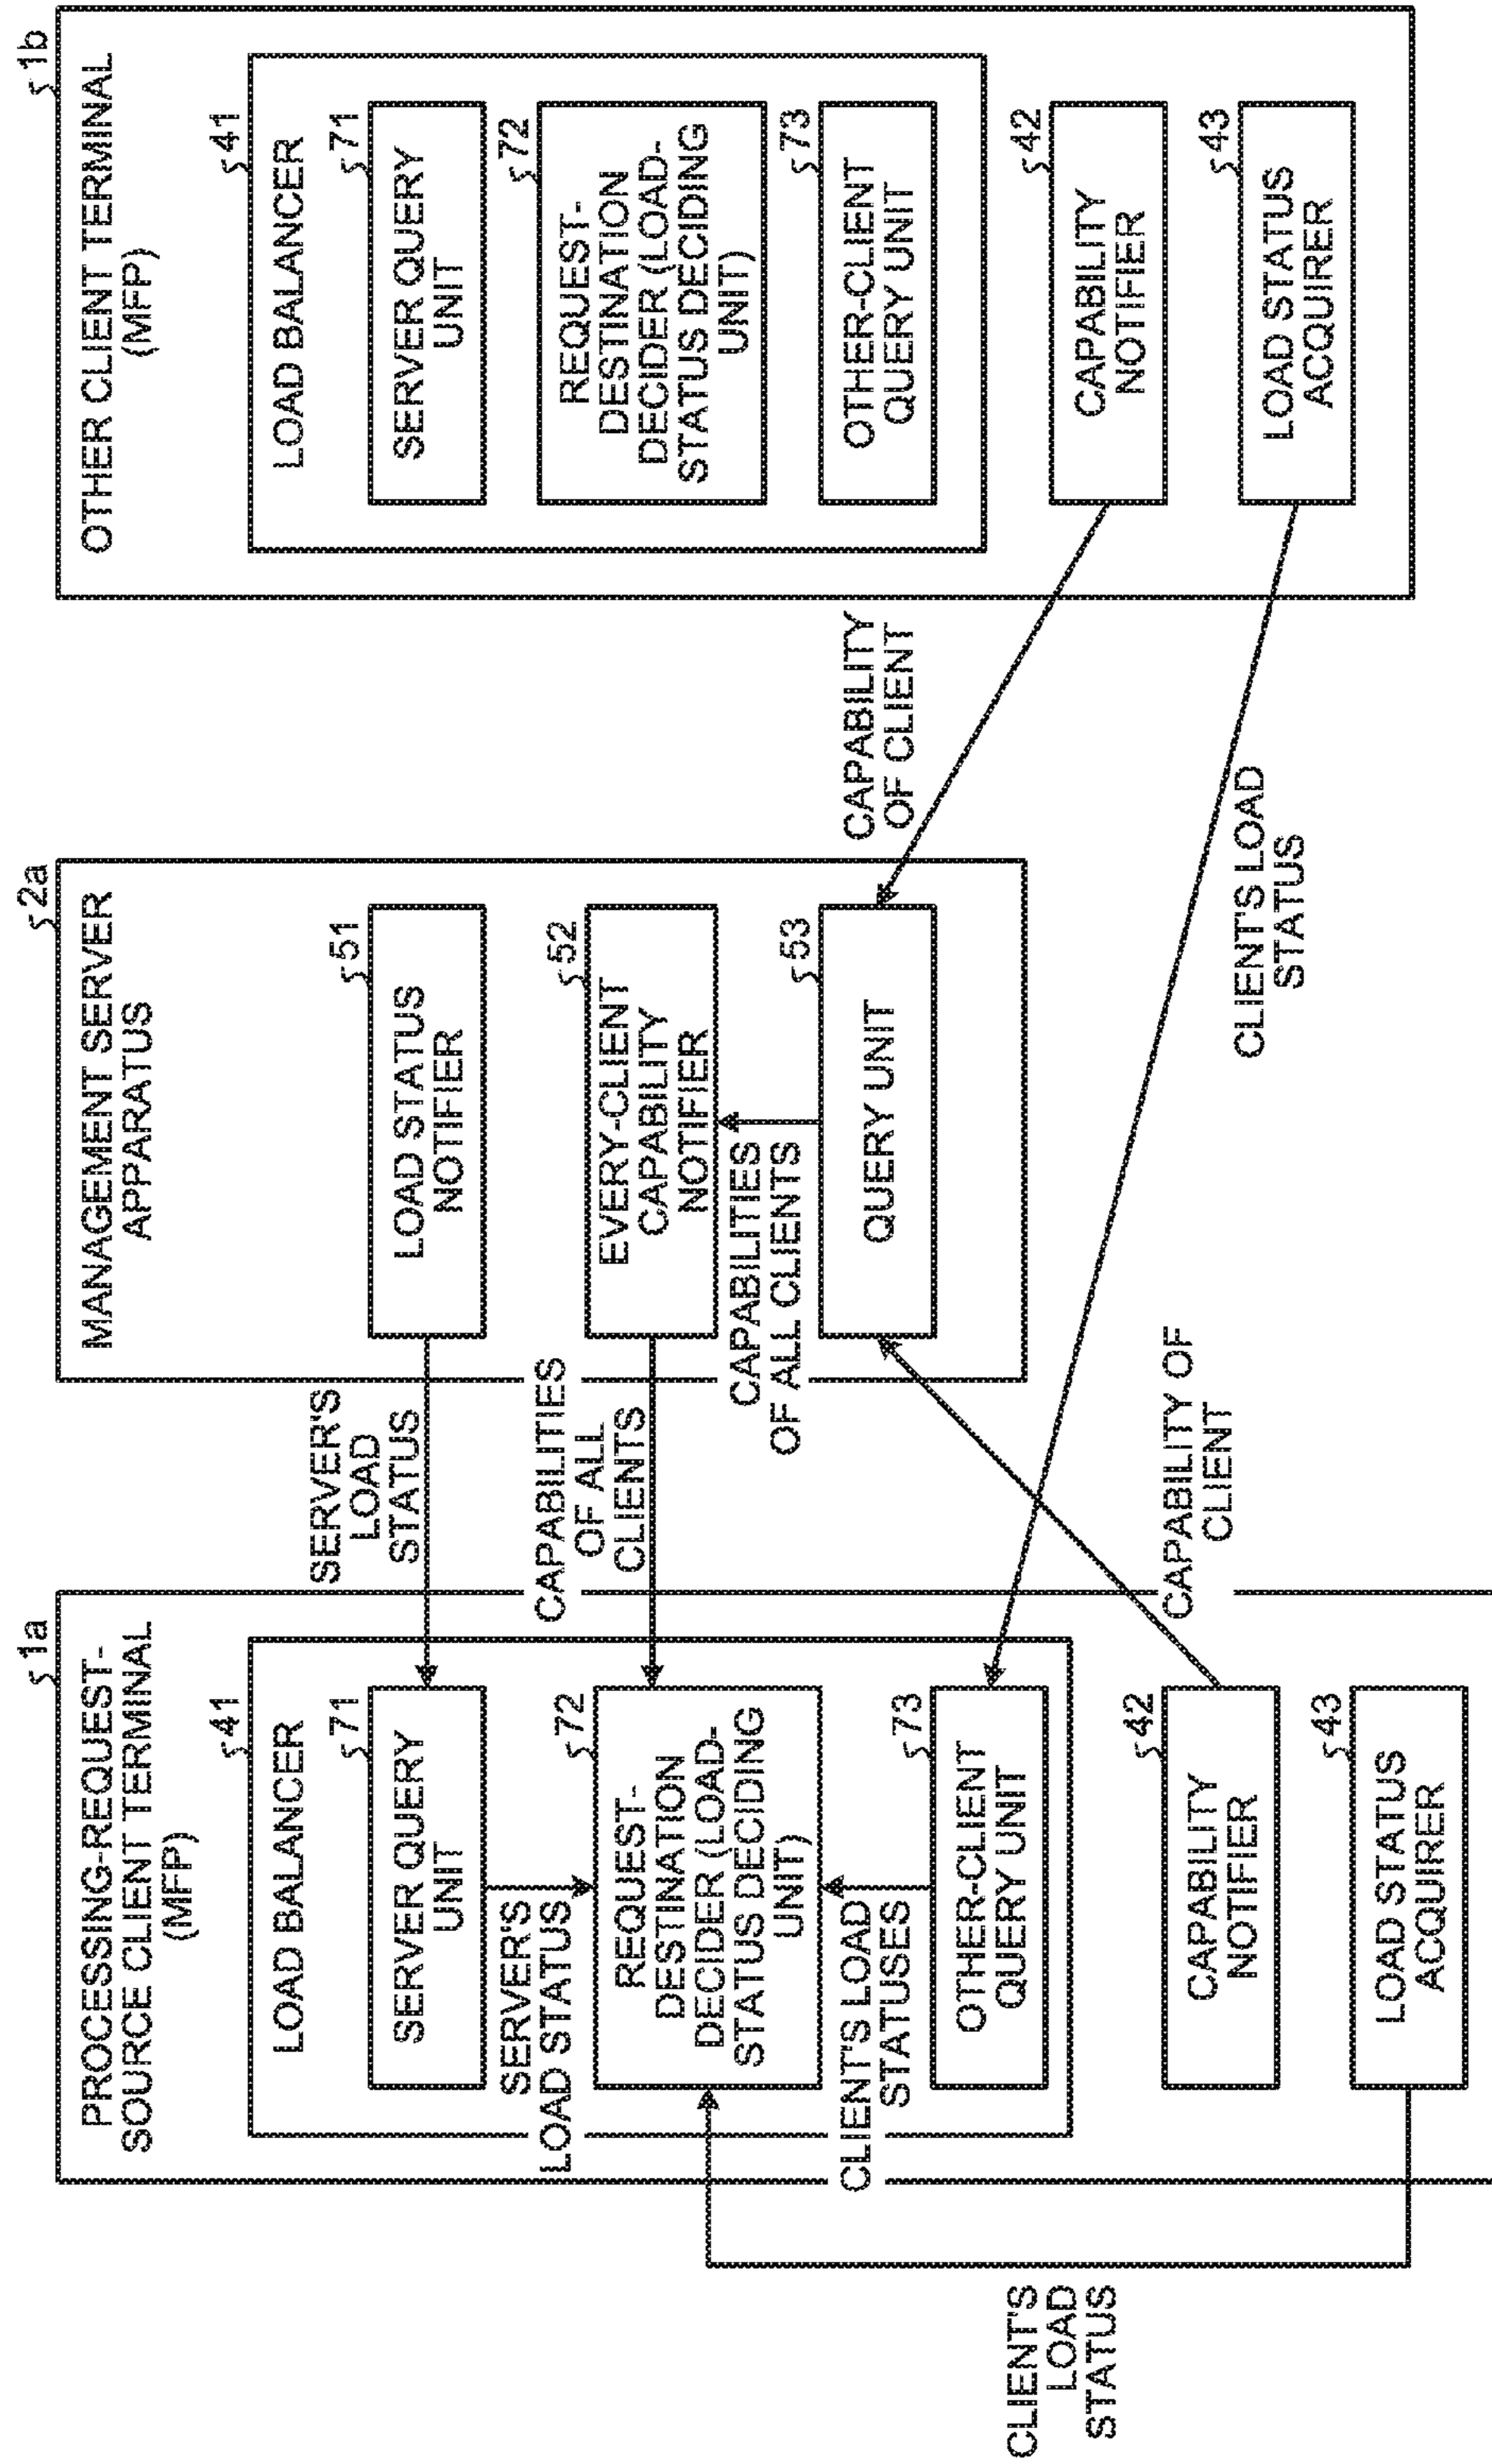 1a
PROCESSING-REQUEST-
SOURCE CLIENT TERMINAL
(MFP)
41
LOAD BALANCER
71
SERVER QUERY
UNIT
SERVER'S
LOAD STATUS
72
REQUEST-
DESTINATION
DECIDER (LOAD-
STATUS DECIDING
UNIT)
CLIENT'S LOAD
STATUSES
73
OTHER-CLIENT
QUERY UNIT
42
CAPABILITY
NOTIFIER
43
LOAD STATUS
ACQUIRER
CLIENT'S
LOAD
STATUS
SERVER'S
LOAD
STATUS
CAPABILITIES
OF ALL
CLIENTS
CAPABILITY OF
CLIENT
2a
MANAGEMENT SERVER
APPARATUS
51
LOAD STATUS
NOTIFIER
52
EVERY-CLIENT
CAPABILITY
NOTIFIER
CAPABILITIES
OF ALL CLIENTS
53
QUERY UNIT
CAPABILITY
OF CLIENT
CLIENT'S LOAD
STATUS
1b
OTHER CLIENT TERMINAL
(MFP)
41
LOAD BALANCER
71
SERVER QUERY
UNIT
72
REQUEST-
DESTINATION
DECIDER (LOAD-
STATUS DECIDING
UNIT)
73
OTHER-CLIENT
QUERY UNIT
42
CAPABILITY
NOTIFIER
43
LOAD STATUS
ACQUIRER